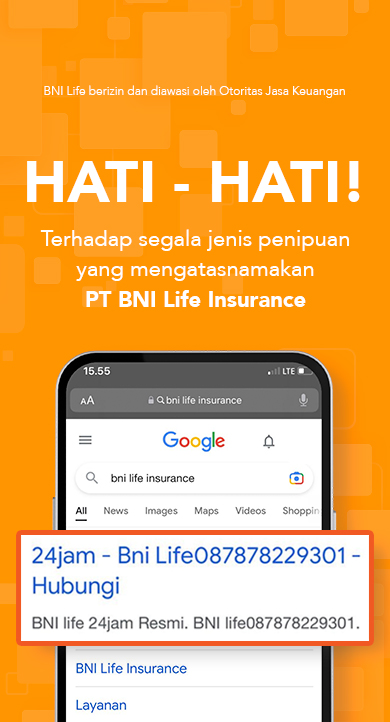 BNI Life berizin dan diawasi oleh Otoritas Jasa Keuangan
HATI - HATI!
Terhadap segala jenis penipuan
yang mengatasnamakan
PT BNI Life Insurance
15.55
LTE
AA
bni life insurance
Google
bni life insurance
All News Images Maps Videos Shoppin
24jam - Bni Life087878229301 -
Hubungi
BNI life 24jam Resmi. BNI life087878229301.
BNI Life Insurance
Layanan